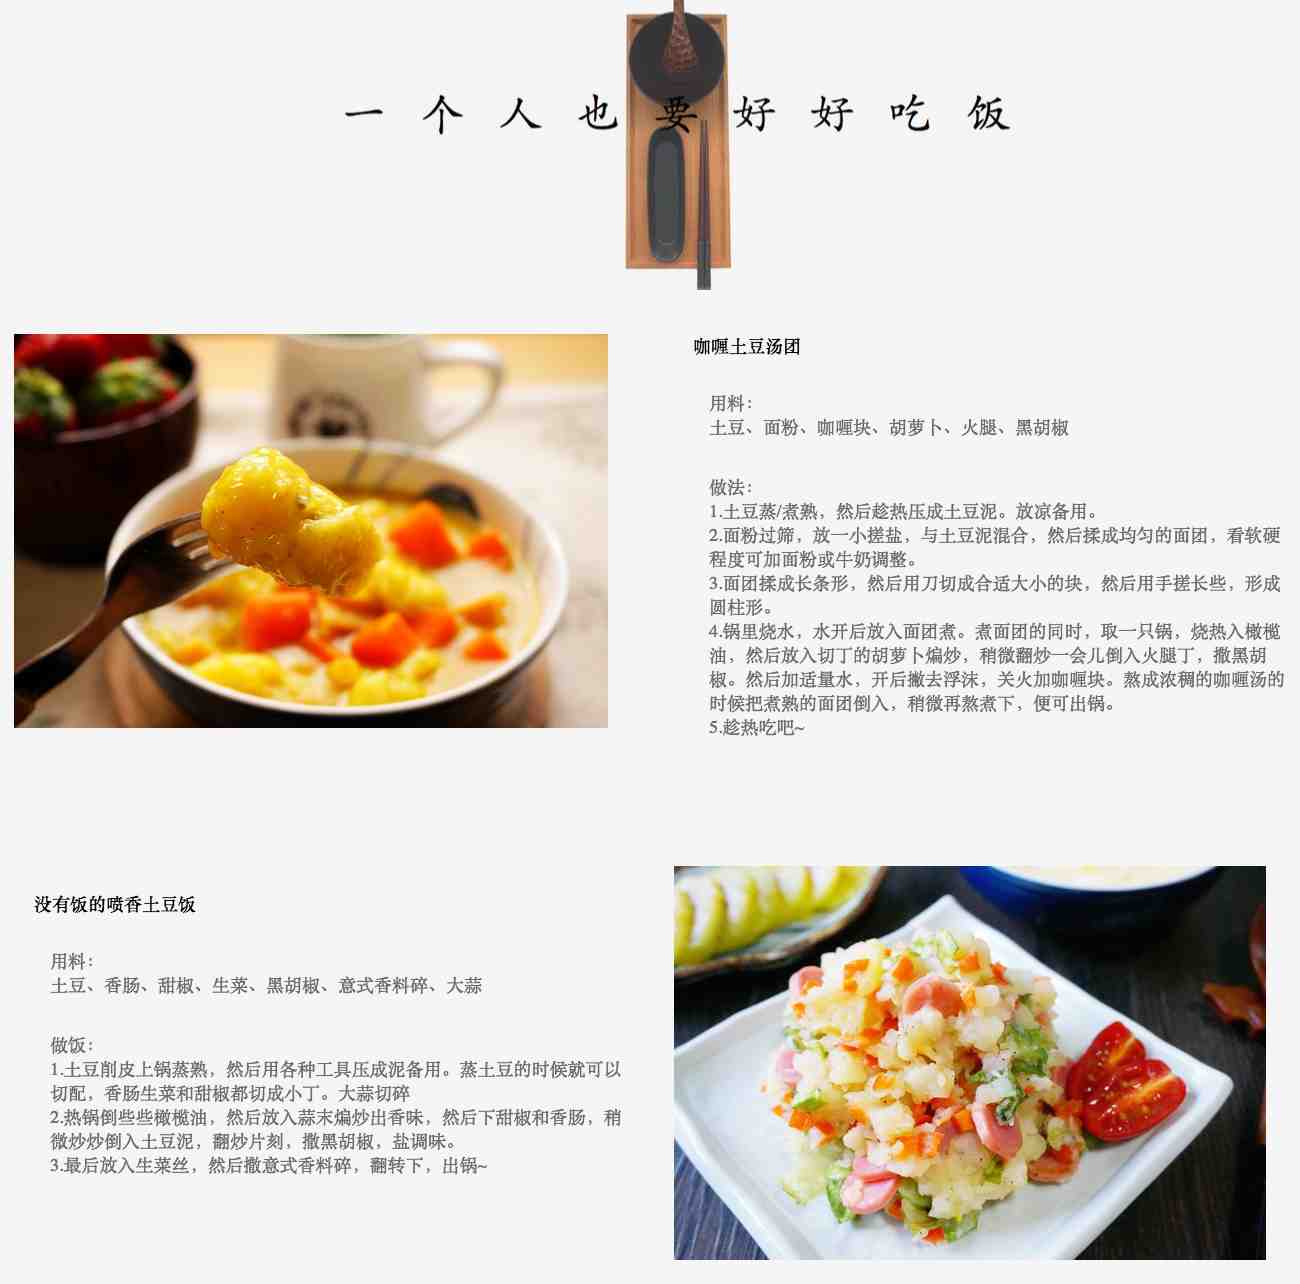 一个人也要好好吃饭
咖喱土豆汤团
用料：
土豆、面粉、咖喱块、胡萝卜、火腿、黑胡椒
做法：
1.土豆蒸/煮熟，然后趁热压成土豆泥。放凉备用。
2.面粉过筛，放一小搓盐，与土豆泥混合，然后揉成均匀的面团，看软硬
程度可加面粉或牛奶调整。
3.面团揉成长条形，然后用刀切成合适大小的块，然后用手搓长些，形成
圆柱形。
4.锅里烧水，水开后放入面团煮。煮面团的同时，取一只锅，烧热入橄榄
油，然后放入切丁的胡萝卜煸炒，稍微翻炒一会儿倒入火腿丁，撒黑胡
椒。然后加适量水，开后撇去浮沫，关火加咖喱块。熬成浓稠的咖喱汤的
时候把煮熟的面团倒入，稍微再熬煮下，便可出锅。
5.趁热吃吧~
没有饭的喷香土豆饭
用料：
土豆、香肠、甜椒、生菜、黑胡椒、意式香料碎、大蒜
做饭：
1.土豆削皮上锅蒸熟，然后用各种工具压成泥备用。蒸土豆的时候就可以
切配，香肠生菜和甜椒都切成小丁。大蒜切碎
2.热锅倒些些橄榄油，然后放入蒜末煸炒出香味，然后下甜椒和香肠，稍
微炒炒倒入土豆泥，翻炒片刻，撒黑胡椒，盐调味。
3.最后放入生菜丝，然后撒意式香料碎，翻转下，出锅~